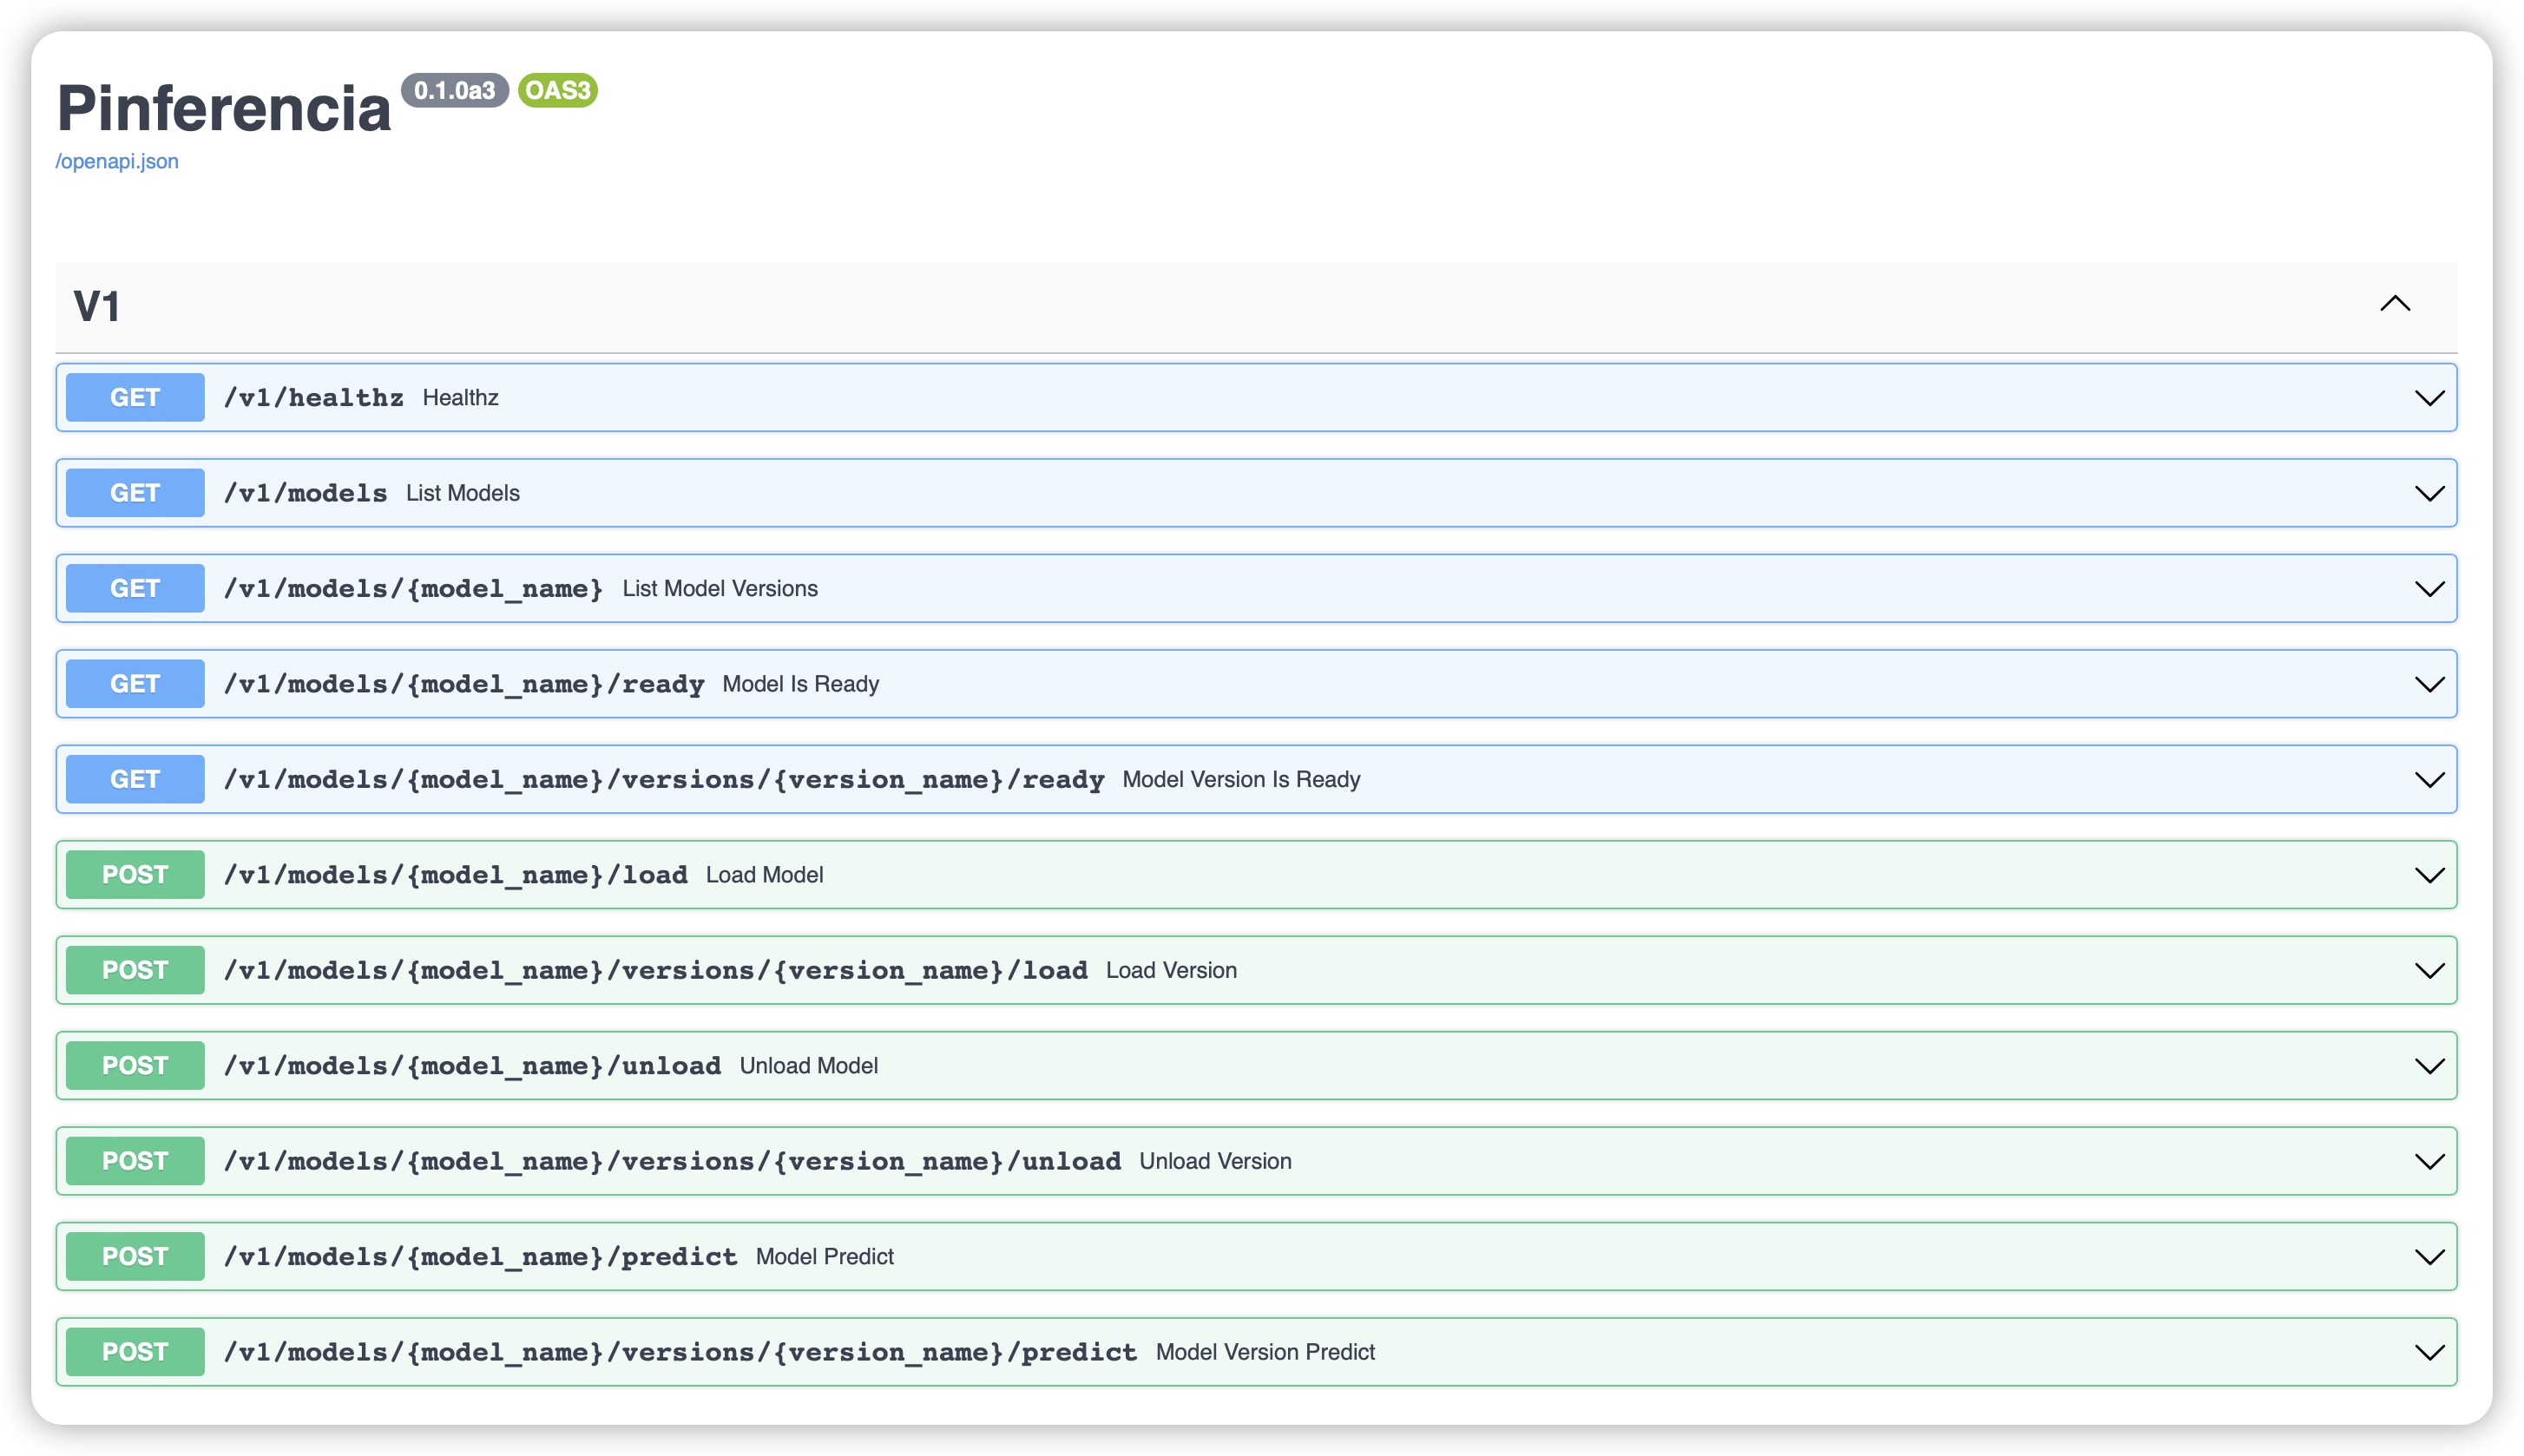 Pinferencia 0.1.0a3 OAS3
/openapi.json
V1
GET /v1/healthz Healthz
GET /v1/models List Models
GET /v1/models/{model_name} List Model Versions
GET /v1/models/{model_name}/ready Model Is Ready
GET /v1/models/{model_name}/versions/{version_name}/ready Model Version Is Ready
POST /v1/models/{model_name}/load Load Model
POST /v1/models/{model_name}/versions/{version_name}/load Load Version
POST /v1/models/{model_name}/unload Unload Model
POST /v1/models/{model_name}/versions/{version_name}/unload Unload Version
POST /v1/models/{model_name}/predict Model Predict
POST /v1/models/{model_name}/versions/{version_name}/predict Model Version Predict